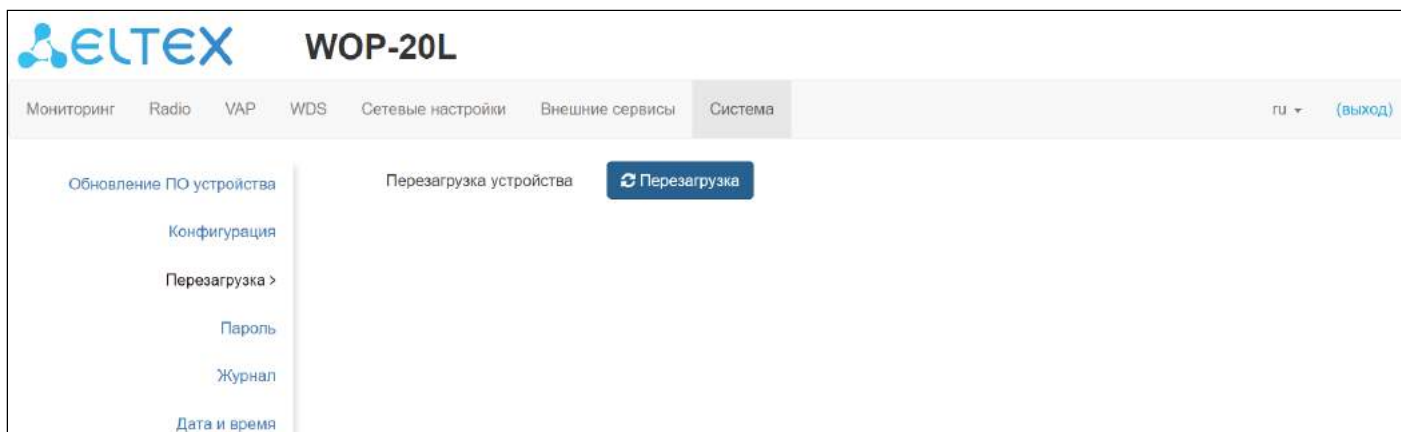 ELTEX WOP-20L
Мониторинг Radio VAP WDS Сетевые настройки Внешние сервисы Система ru (выход)
Обновление ПО устройства
Перезагрузка устройства Перезагрузка
Конфигурация
Перезагрузка >
Пароль
Журнал
Дата и время